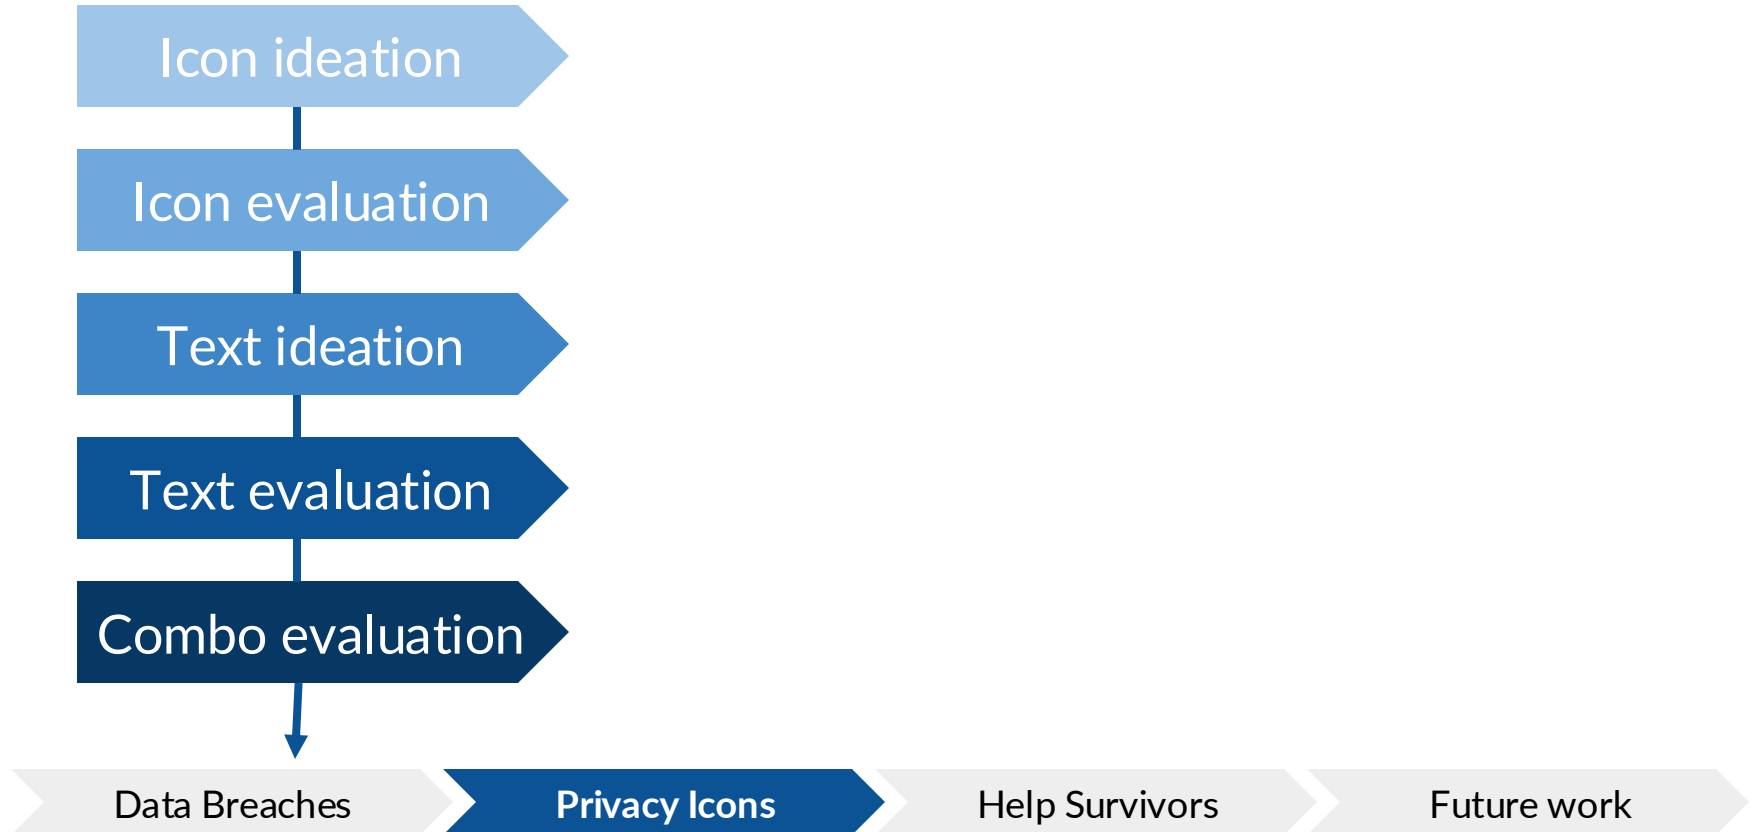 Icon ideation
Icon evaluation
Text ideation
Text evaluation
Combo evaluation
Data Breaches
Privacy Icons
Help Survivors
Future work